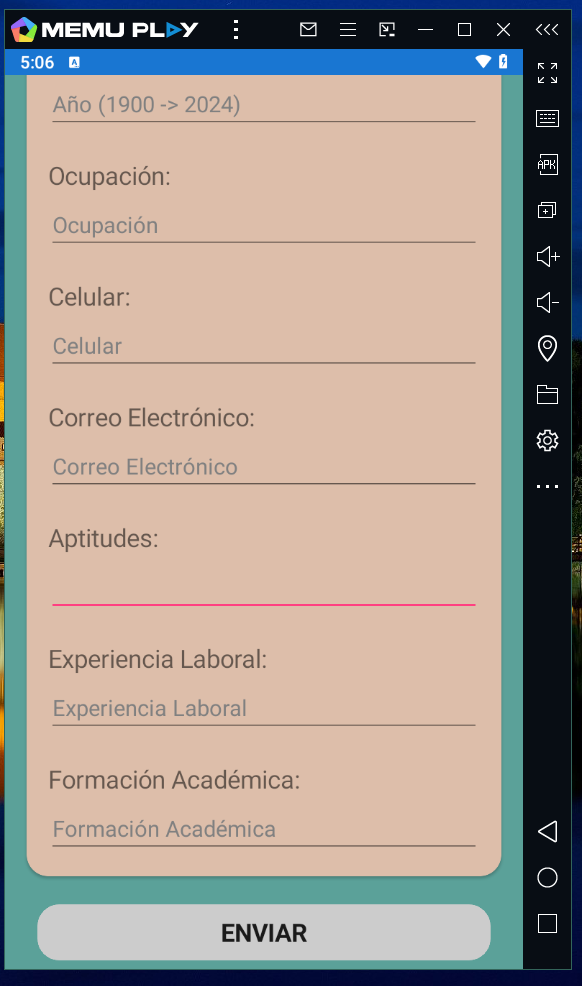 MEMU PLAY
5:06 A
Año (1900 -> 2024)
Ocupación:
Ocupación
Celular:
Celular
Correo Electrónico:
Correo Electrónico
Aptitudes:
Experiencia Laboral:
Experiencia Laboral
Formación Académica:
Formación Académica
ENVIAR
APK